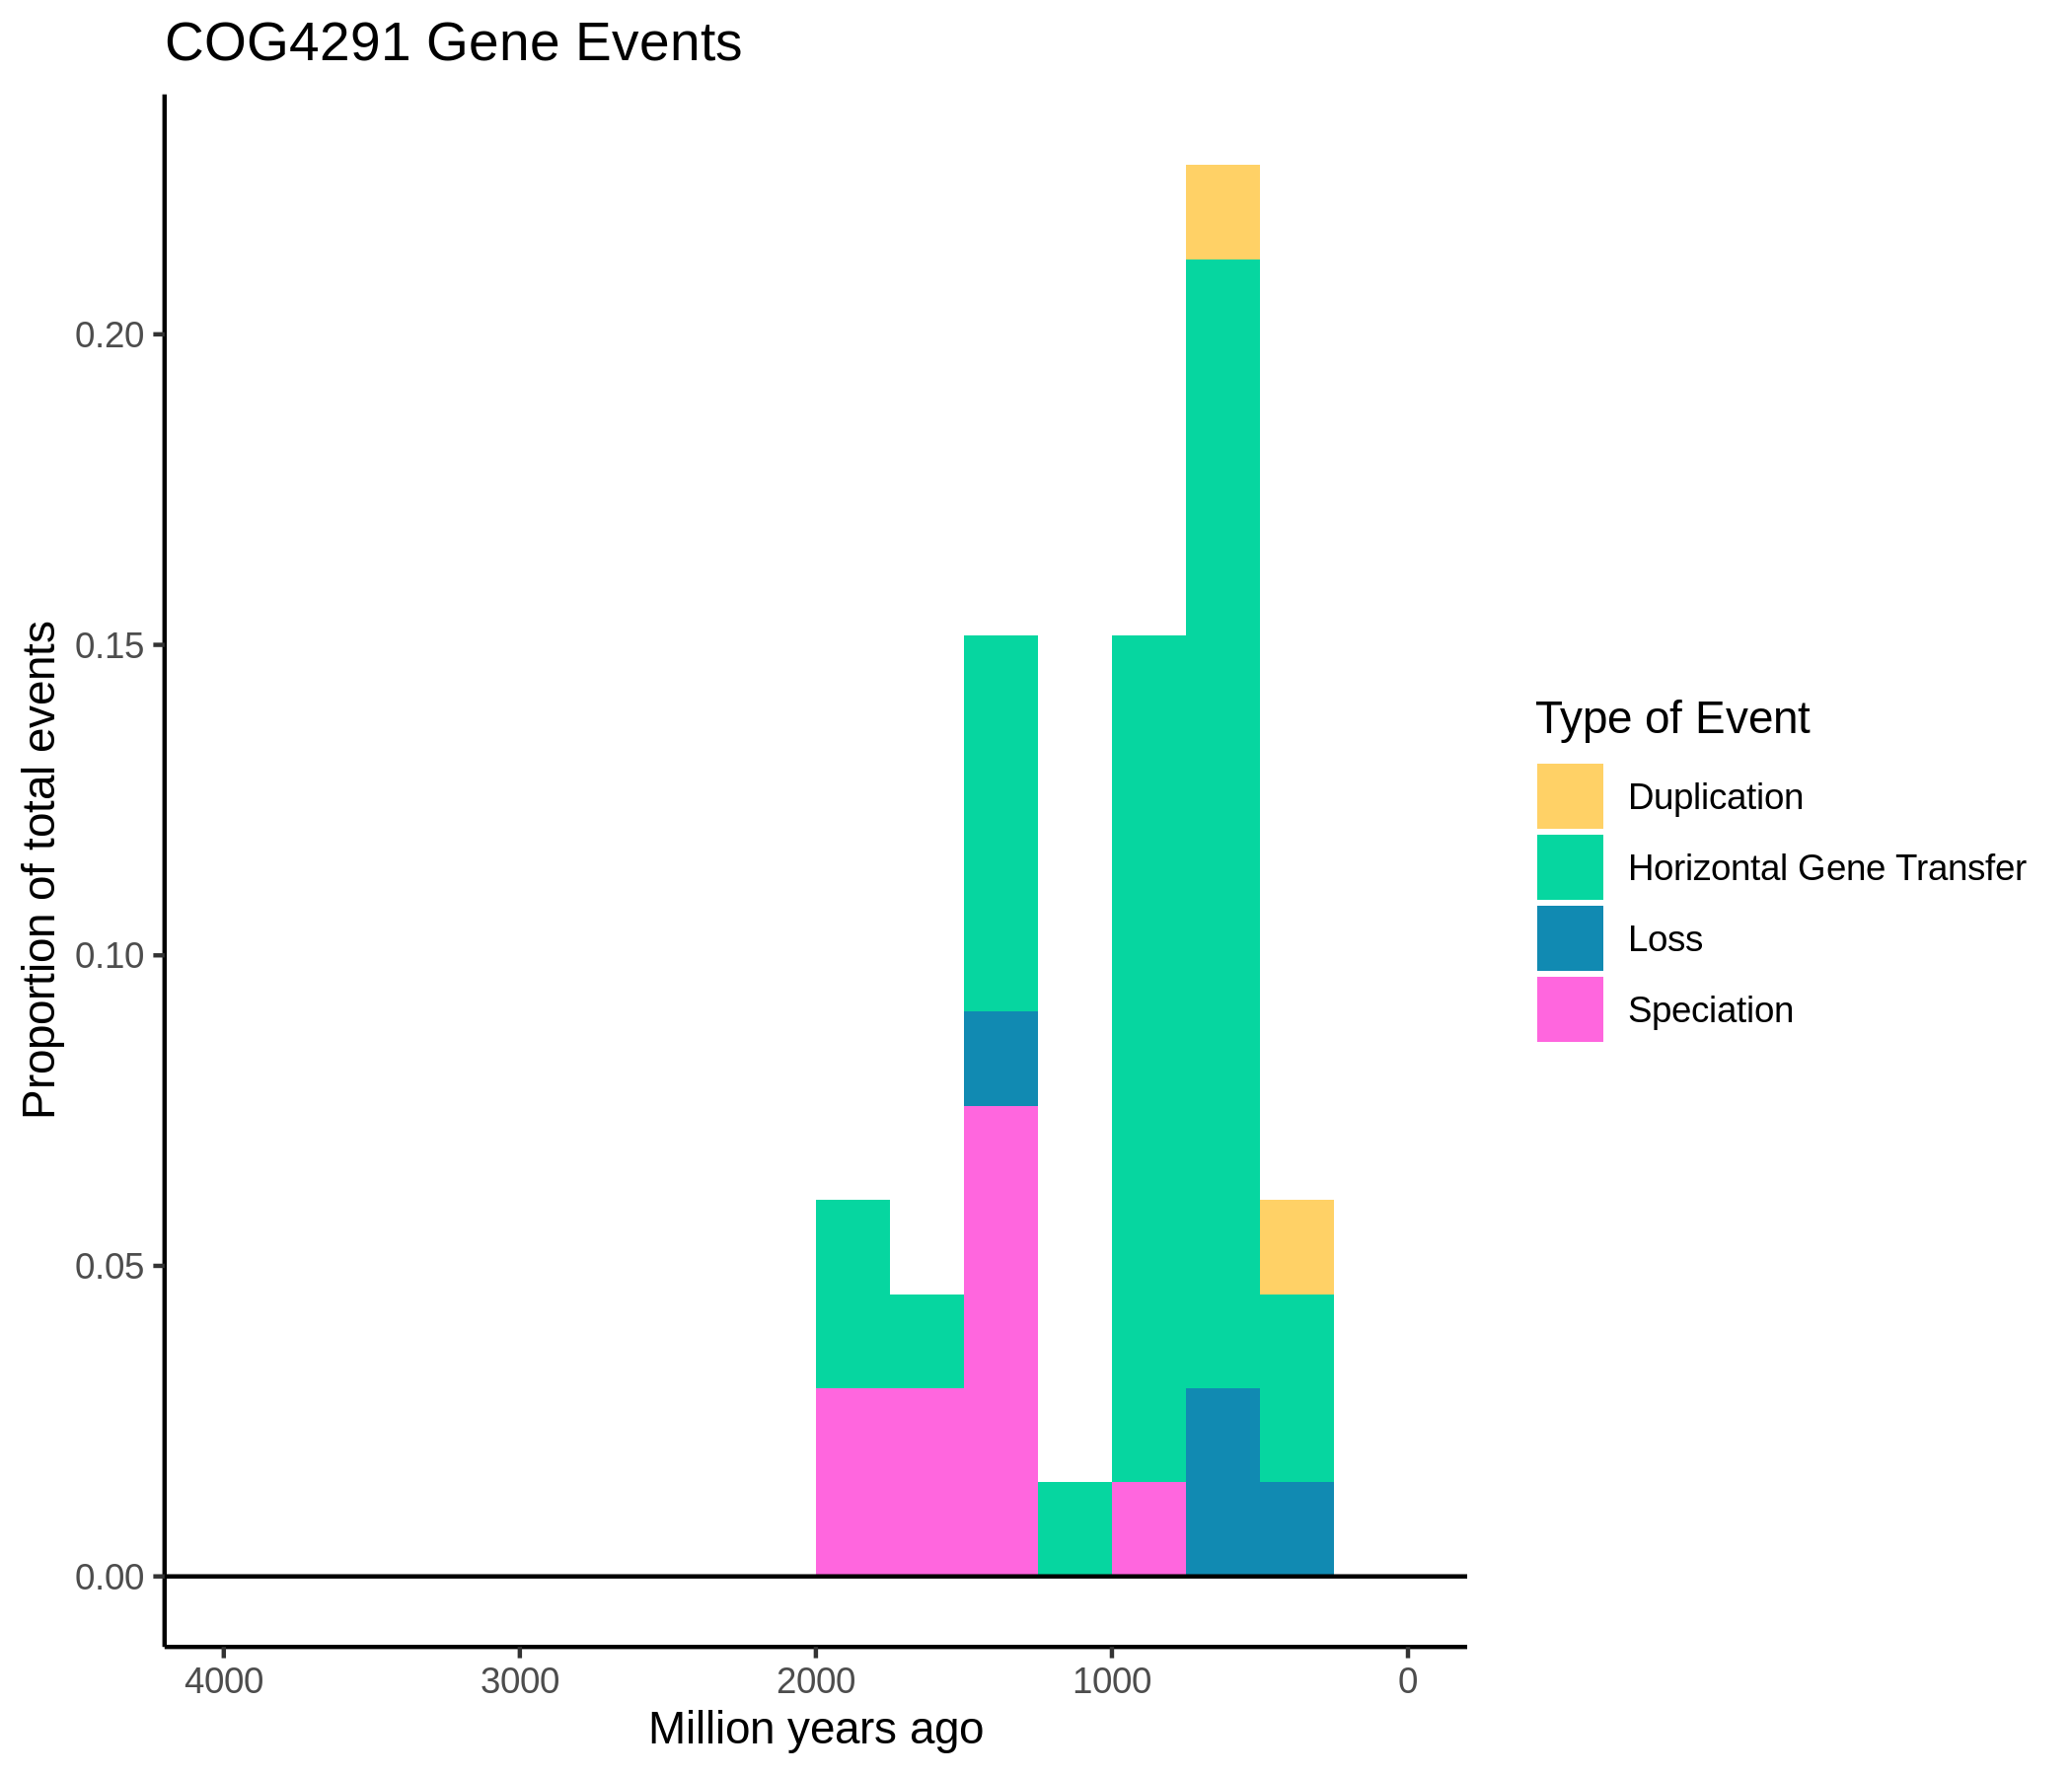 COG4291 Gene Events
Proportion of total events
0.20
0.15
0.10
0.05
0.00
4000 3000 2000 1000 0
Million years ago
Type of Event
Duplication
Horizontal Gene Transfer
Loss
Speciation